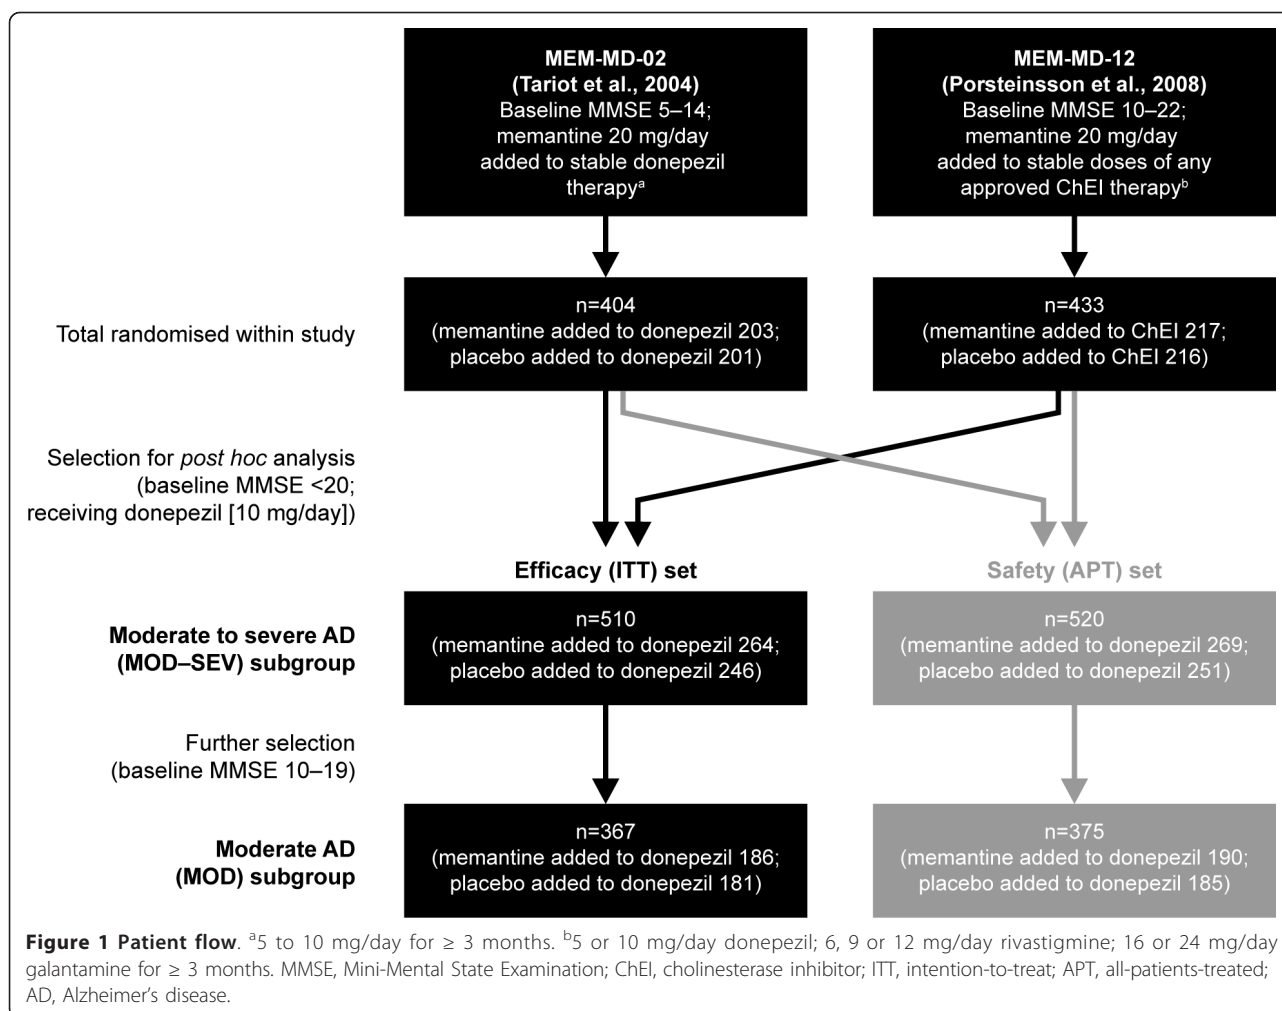 MEM-MD-02
(Tariot et al., 2004)
Baseline MMSE 5–14;
memantine 20 mg/day
added to stable donepezil
therapyᵃ
MEM-MD-12
(Porsteinsson et al., 2008)
Baseline MMSE 10–22;
memantine 20 mg/day
added to stable doses of any
approved ChEI therapyᵇ
Total randomised within study
n=404
(memantine added to donepezil 203;
placebo added to donepezil 201)
n=433
(memantine added to ChEI 217;
placebo added to ChEI 216)
Selection for post hoc analysis
(baseline MMSE <20;
receiving donepezil [10 mg/day])
Efficacy (ITT) set
Safety (APT) set
Moderate to severe AD
(MOD–SEV) subgroup
n=510
(memantine added to donepezil 264;
placebo added to donepezil 246)
n=520
(memantine added to donepezil 269;
placebo added to donepezil 251)
Further selection
(baseline MMSE 10–19)
Moderate AD
(MOD) subgroup
n=367
(memantine added to donepezil 186;
placebo added to donepezil 181)
n=375
(memantine added to donepezil 190;
placebo added to donepezil 185)
Figure 1 Patient flow. ᵃ5 to 10 mg/day for ≥ 3 months. ᵇ5 or 10 mg/day donepezil; 6, 9 or 12 mg/day rivastigmine; 16 or 24 mg/day
galantamine for ≥ 3 months. MMSE, Mini-Mental State Examination; ChEI, cholinesterase inhibitor; ITT, intention-to-treat; APT, all-patients-treated;
AD, Alzheimer's disease.